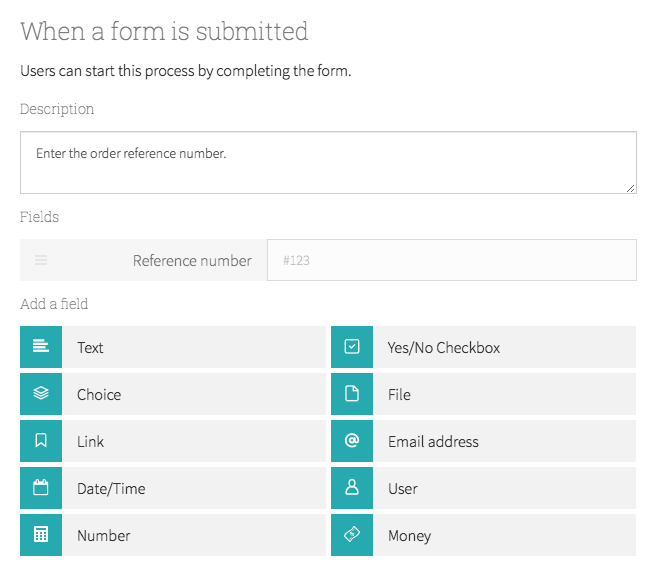 When a form is submitted
Users can start this process by completing the form.
Description
Enter the order reference number.
Fields
Reference number #123
Add a field
Text Yes/No Checkbox
Choice File
Link Email address
Date/Time User
Number Money